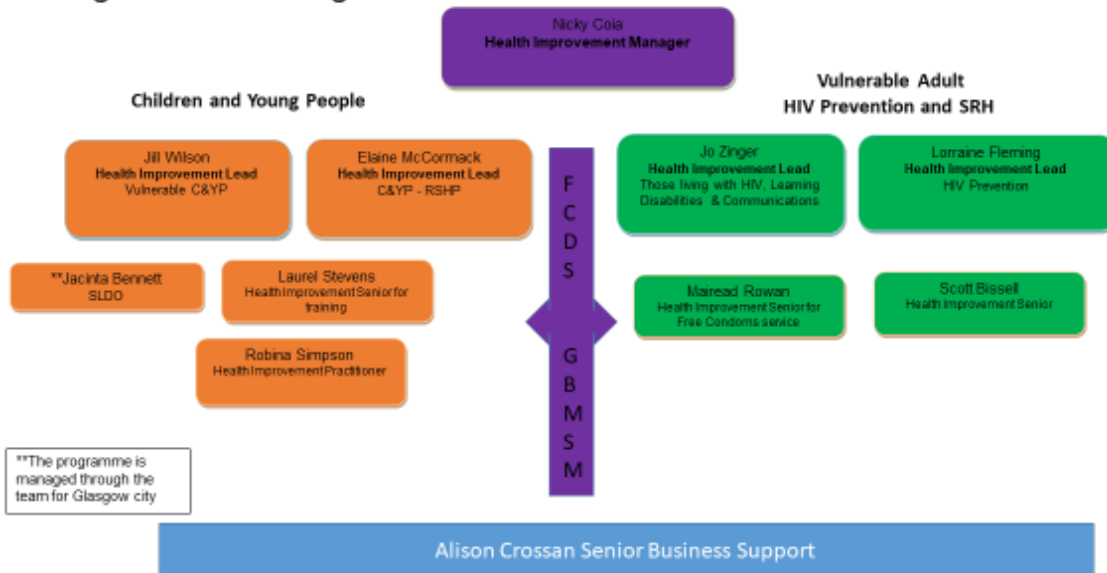 Nicky Coia
Health Improvement Manager
Children and Young People
Vulnerable Adult
HIV Prevention and SRH
Jill Wilson
Health Improvement Lead
Vulnerable C&YP
Elaine McCormack
Health Improvement Lead
C&YP - RSHP
Jo Zinger
Health Improvement Lead
Those living with HIV, Learning
Disabilities & Communications
Lorraine Fleming
Health Improvement Lead
HIV Prevention
F
C
D
S
G
B
M
S
M
**Jacinta Bennett
SLDO
Laurel Stevens
Health Improvement Senior for
training
Mairead Rowan
Health Improvement Senior for
Free Condoms service
Scott Bissell
Health Improvement Senior
Robina Simpson
Health Improvement Practitioner
**The programme is
managed through the
team for Glasgow city
Alison Crossan Senior Business Support